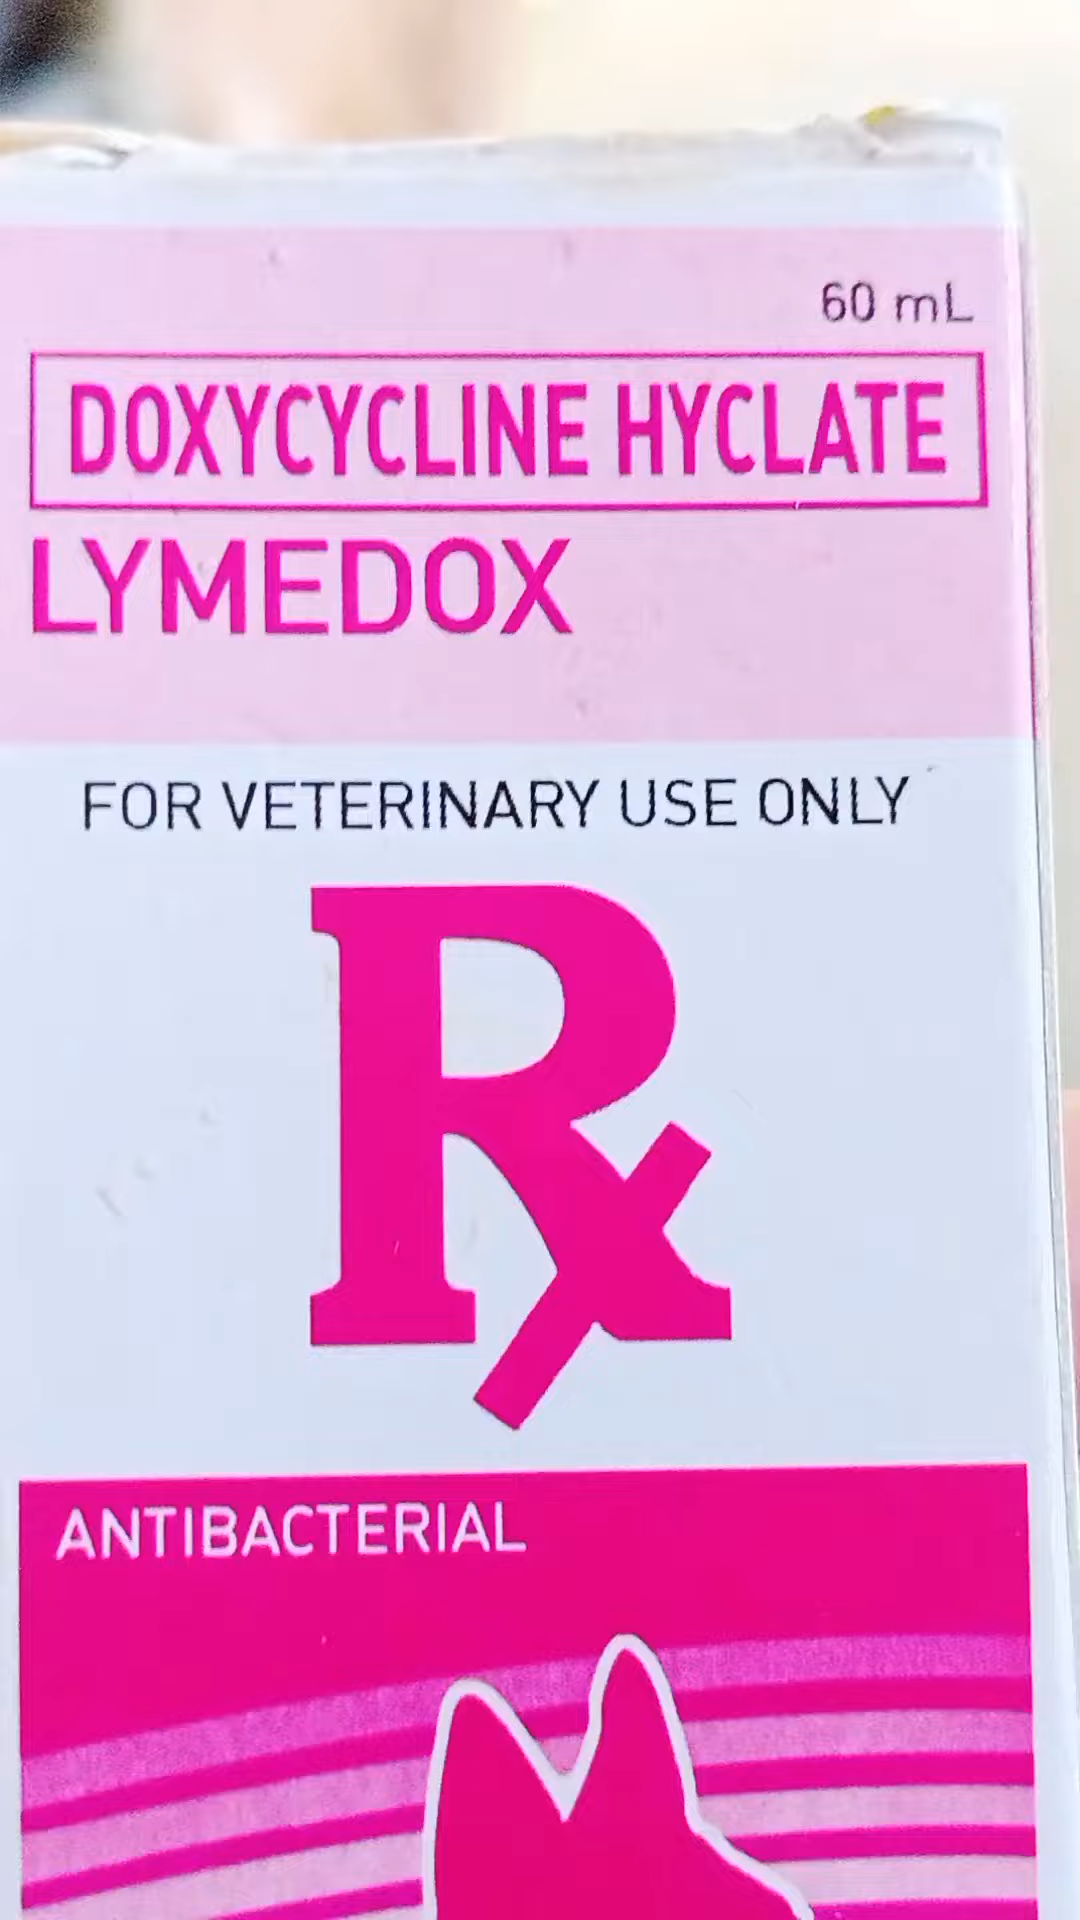 60 mL
DOXYCYCLINE HYCLATE
LYMEDOX
FOR VETERINARY USE ONLY
Rx
ANTIBACTERIAL